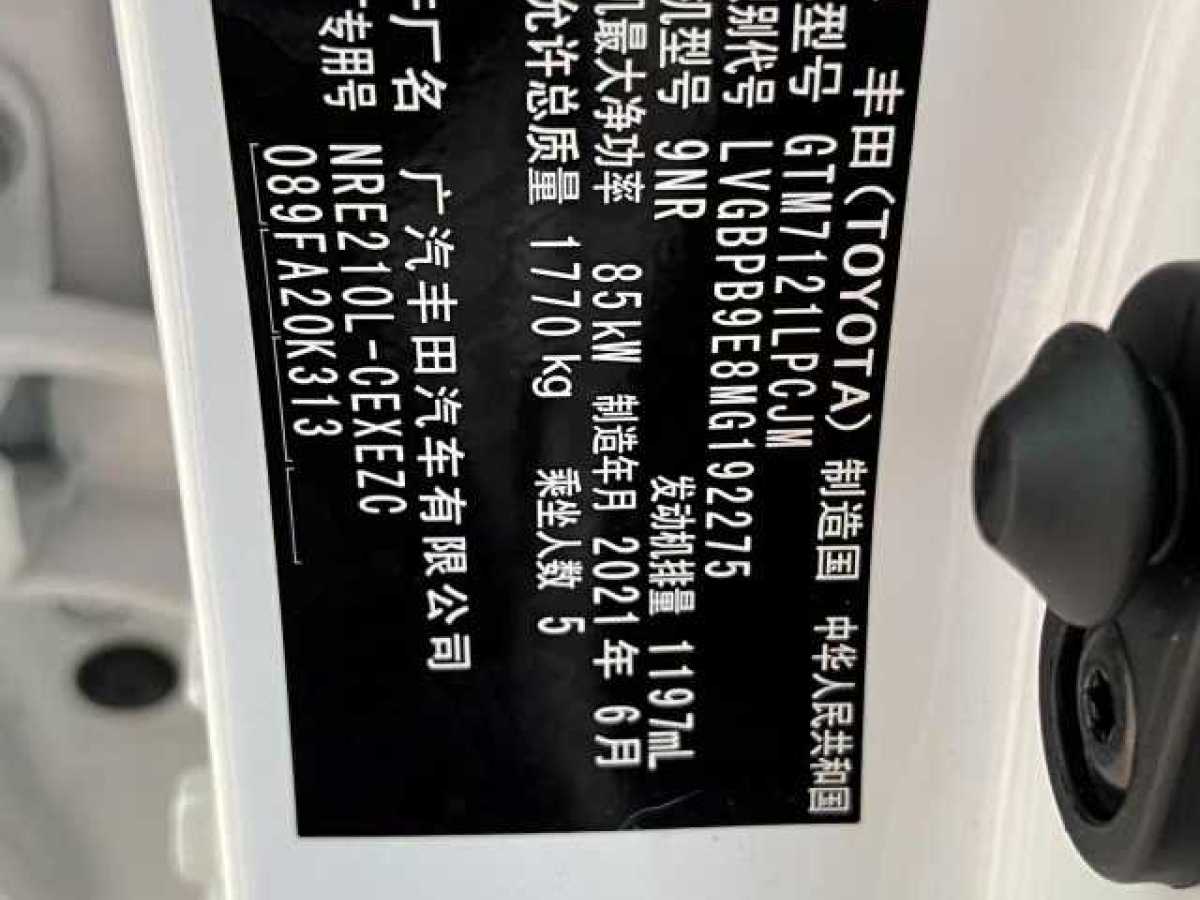 丰田(TOYOTA) 制造国 中华人民共和国
型号 GTM7121LPCJM
别代号 LVGBPB9E8MG192275
机型号 9NR 发动机排量 1197mL
机最大净功率 85kW 制造年月 2021年 6月
允许总质量 1770kg 乘坐人数 5
厂名 广汽丰田汽车有限公司
专用号 NRE210L-GEXEZC
089FA20K313